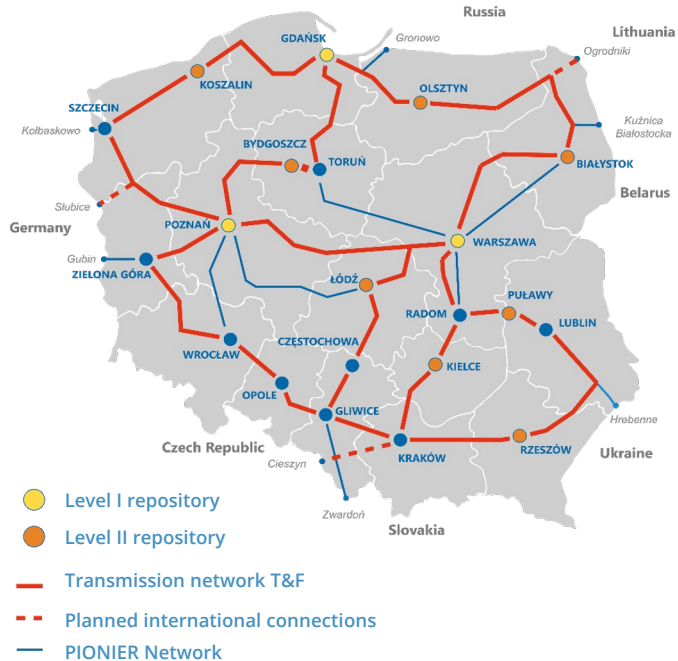 Russia
Lithuania
GDAŃSK
Gronowo
Ogrodniki
KOSZALIN
OLSZTYN
SZCZECIN
Kołbaskowo
Kuźnica
Białostocka
BYDGOSZCZ
TORUŃ
BIAŁYSTOK
Belarus
Słubice
Germany
POZNAŃ
WARSZAWA
Gubin
ZIELONA GÓRA
ŁÓDŹ
PUŁAWY
RADOM
LUBLIN
WROCŁAW
CZĘSTOCHOWA
KIELCE
OPOLE
GLIWICE
Hrebenne
Czech Republic
KRAKÓW
RZESZÓW
Ukraine
Cieszyn
Zwardoń
Slovakia
Level I repository
Level II repository
Transmission network T&F
Planned international connections
PIONIER Network